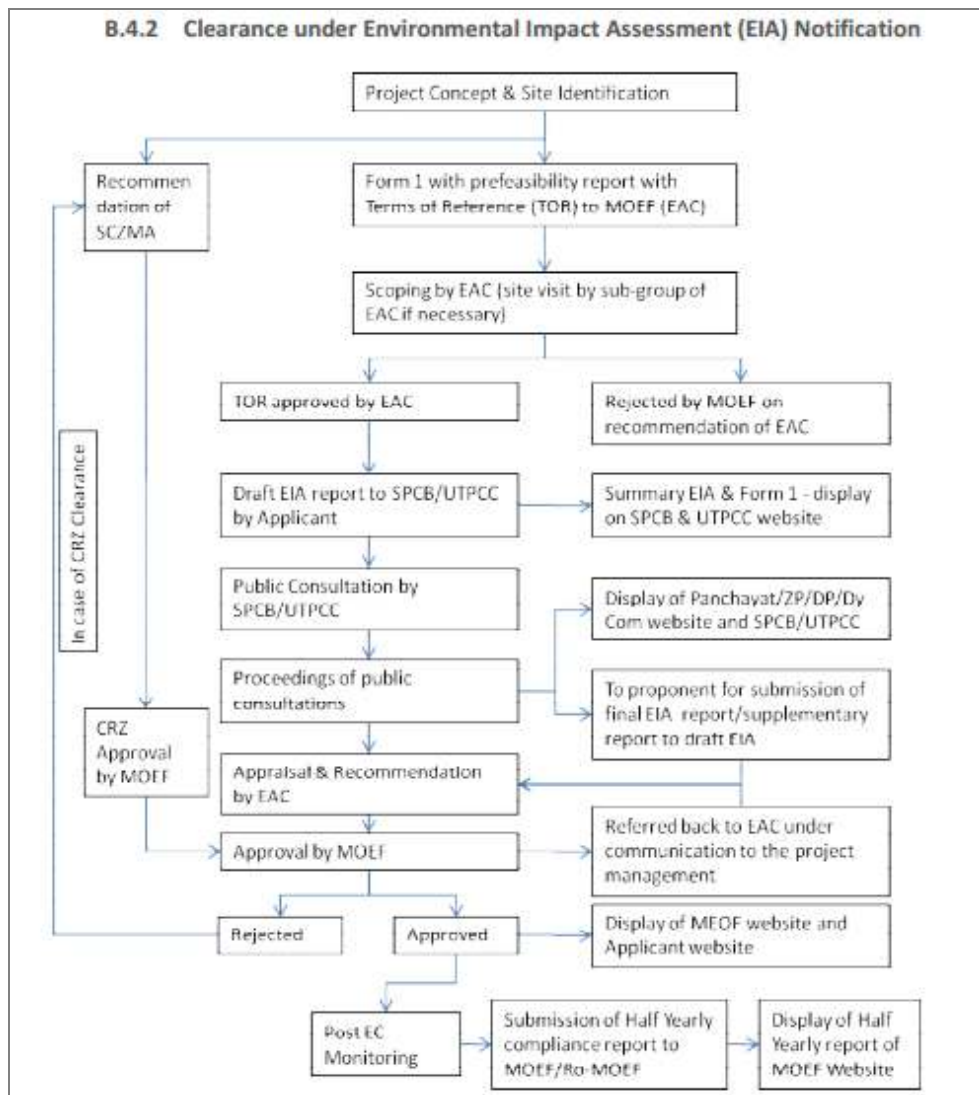 B.4.2 Clearance under Environmental Impact Assessment (EIA) Notification
Project Concept & Site Identification
Recommen
dation of
SCZMA
Form 1 with prefeasibility report with
Terms of Reference (TOR) to MOEF (EAC)
Scoping by EAC (site visit by sub-group of
EAC if necessary)
TOR approved by EAC
Rejected by MOEF on
recommendation of EAC
In case of CRZ Clearance
Draft EIA report to SPCB/UTPCC
by Applicant
Summary EIA & Form 1 - display
on SPCB & UTPCC website
Public Consultation by
SPCB/UTPCC
Display of Panchayat/ZP/DP/Dy
Com website and SPCB/UTPCC
Proceedings of public
consultations
To proponent for submission of
final EIA report/supplementary
report to draft EIA
CRZ
Approval
by MOEF
Appraisal & Recommendation
by EAC
Approval by MOEF
Referred back to EAC under
communication to the project
management
Rejected
Approved
Display of MEOF website and
Applicant website
Post EC
Monitoring
Submission of Half Yearly
compliance report to
MOEF/Ro-MOEF
Display of Half
Yearly report of
MOEF Website